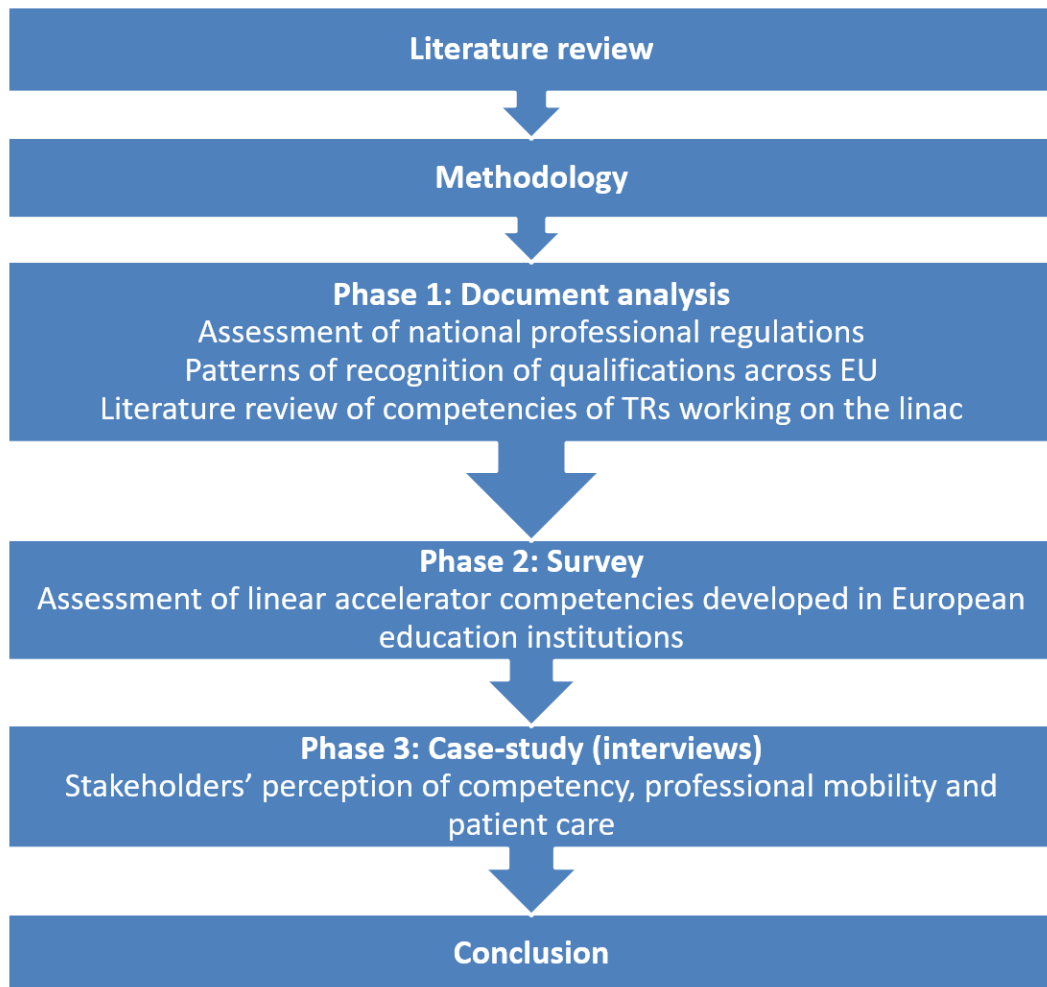 Literature review
Methodology
Phase 1: Document analysis
Assessment of national professional regulations
Patterns of recognition of qualifications across EU
Literature review of competencies of TRs working on the linac
Phase 2: Survey
Assessment of linear accelerator competencies developed in European
education institutions
Phase 3: Case-study (interviews)
Stakeholders’ perception of competency, professional mobility and
patient care
Conclusion